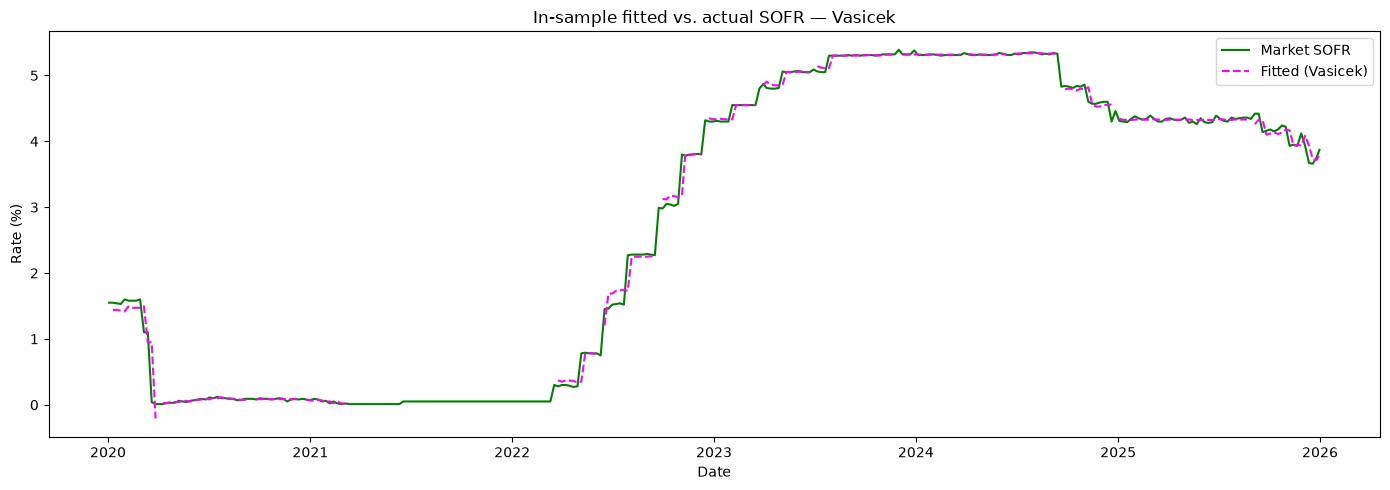 In-sample fitted vs. actual SOFR — Vasicek
Market SOFR
Fitted (Vasicek)
Rate (%)
5
4
3
2
1
0
2020 2021 2022 2023 2024 2025 2026
Date